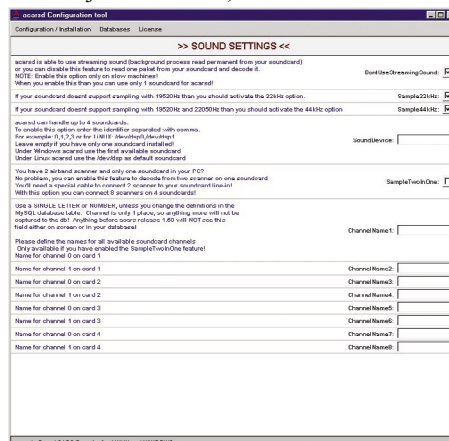 acarsd Configuration tool
Configuration / Installation Databases License
>> SOUND SETTINGS <<
acarsd is able to use streaming sound (background process read permanent from your soundcard)
or you can disable this feature to read one paket from your soundcard and decode it.
NOTE: Enable this option only on slow machines!
When you enable this than you can use only 1 soundcard for acarsd!
DontUseStreamingSound:
If your soundcard doesnt support sampling with 19520Hz than you should activate the 22kHz option.
Sample22kHz:
If your soundcard doesnt support sampling with 19520Hz and 22050Hz than you should activate the 44kHz option
Sample44kHz:
acarsd can handle up to 4 soundcards.
To enable this option enter the identifier separated with comma.
For example: 0,1,2,3 or for LINUX: /dev/dsp0,/dev/dsp1
Leave empty if you have only one soundcard installed!
Under Windows acarsd use the first available soundcard
Under Linux acarsd use the /dev/dsp as default soundcard
SoundDevice:
You have 2 airband scanner and only one soundcard in your PC?
No problem, you can enable this feature to decode from two scanner on one soundcard
You'll need a special cable to connect 2 scanner to your soundcard line-in!
With this option you can connect 8 scanners on 4 soundcards!
SampleTwoInOne:
Use a SINGLE LETTER OR NUMBER, unless you change the definitions in the
MySQL database table. Channel is only 1 place, so anything more will not be
captured to the db! Anything before acars release 1.60 will NOT see this
field either on screen or in your database!
Please define the names for all available soundcard channels
Only available if you have enabled the SampleTwoInOne feature!
Name for channel 0 on card 1
ChannelName1:
Name for channel 1 on card 1
ChannelName2:
Name for channel 0 on card 2
ChannelName3:
Name for channel 1 on card 2
ChannelName4:
Name for channel 0 on card 3
ChannelName5:
Name for channel 1 on card 3
ChannelName6:
Name for channel 0 on card 4
ChannelName7:
Name for channel 1 on card 4
ChannelName8: